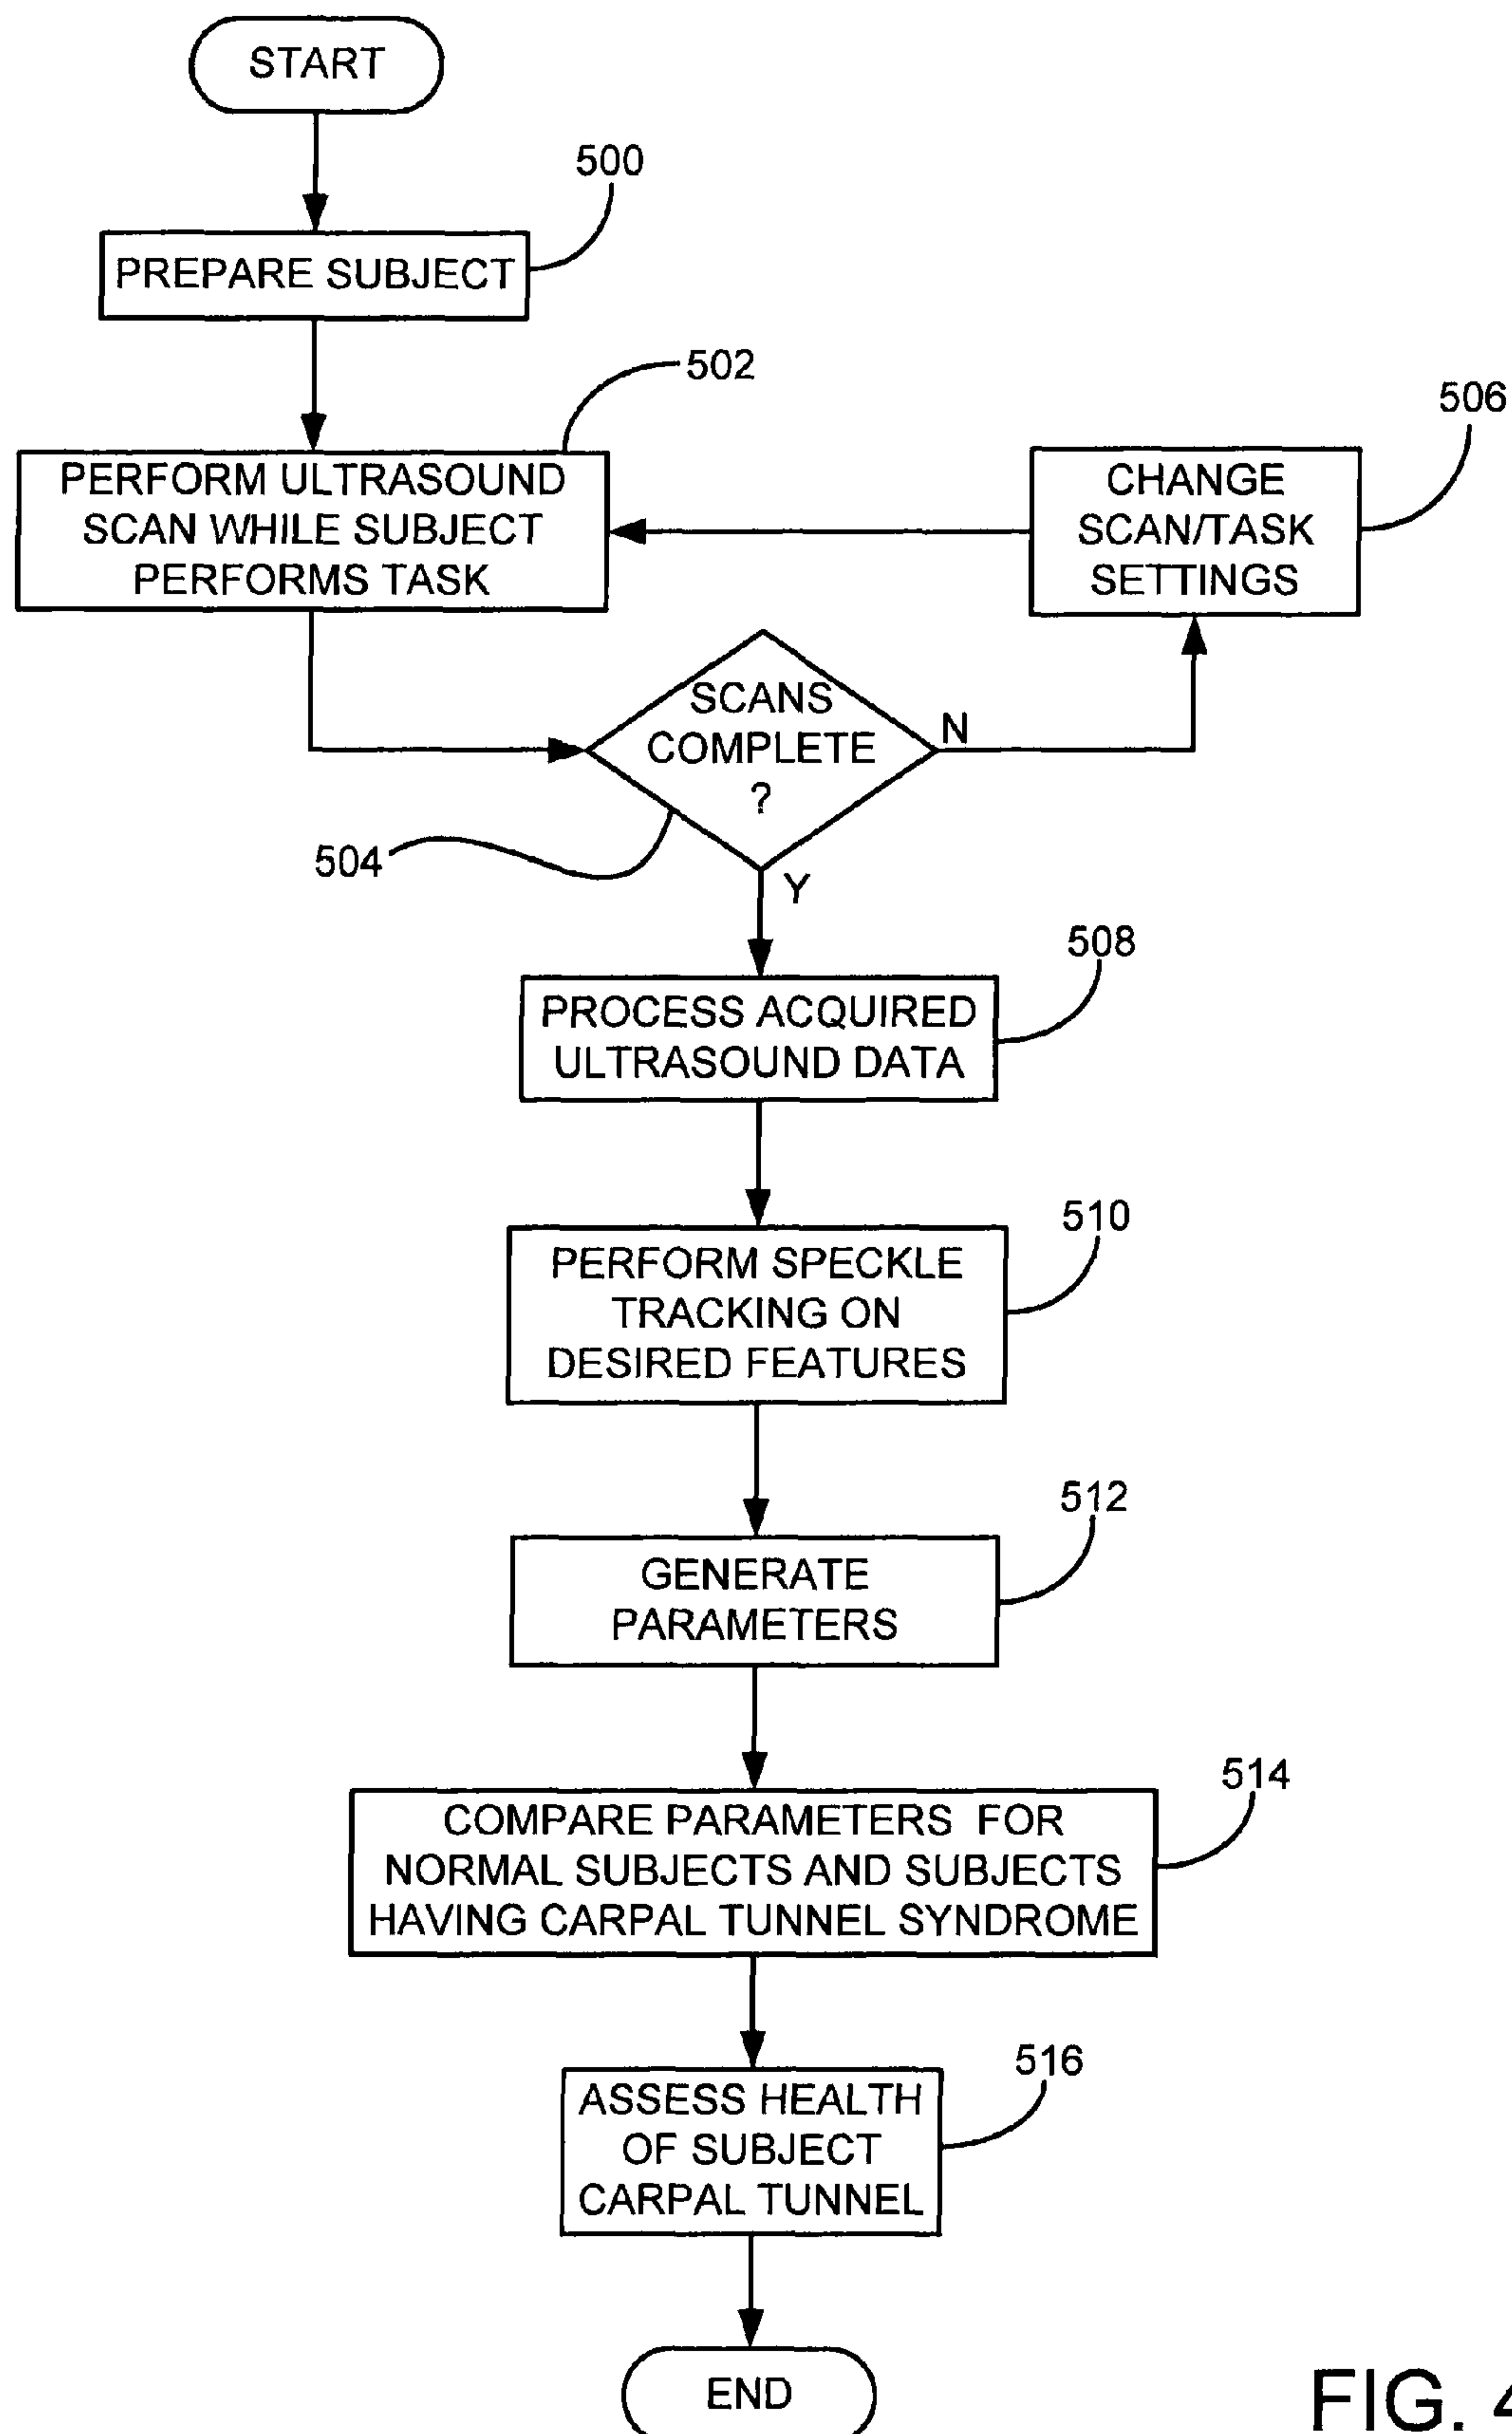 START
500
PREPARE SUBJECT
502
506
PERFORM ULTRASOUND
SCAN WHILE SUBJECT
PERFORMS TASK
CHANGE
SCAN/TASK
SETTINGS
SCANS
COMPLETE
?
N
504
Y
508
PROCESS ACQUIRED
ULTRASOUND DATA
510
PERFORM SPECKLE
TRACKING ON
DESIRED FEATURES
512
GENERATE
PARAMETERS
514
COMPARE PARAMETERS FOR
NORMAL SUBJECTS AND SUBJECTS
HAVING CARPAL TUNNEL SYNDROME
516
ASSESS HEALTH
OF SUBJECT
CARPAL TUNNEL
END
FIG. 4